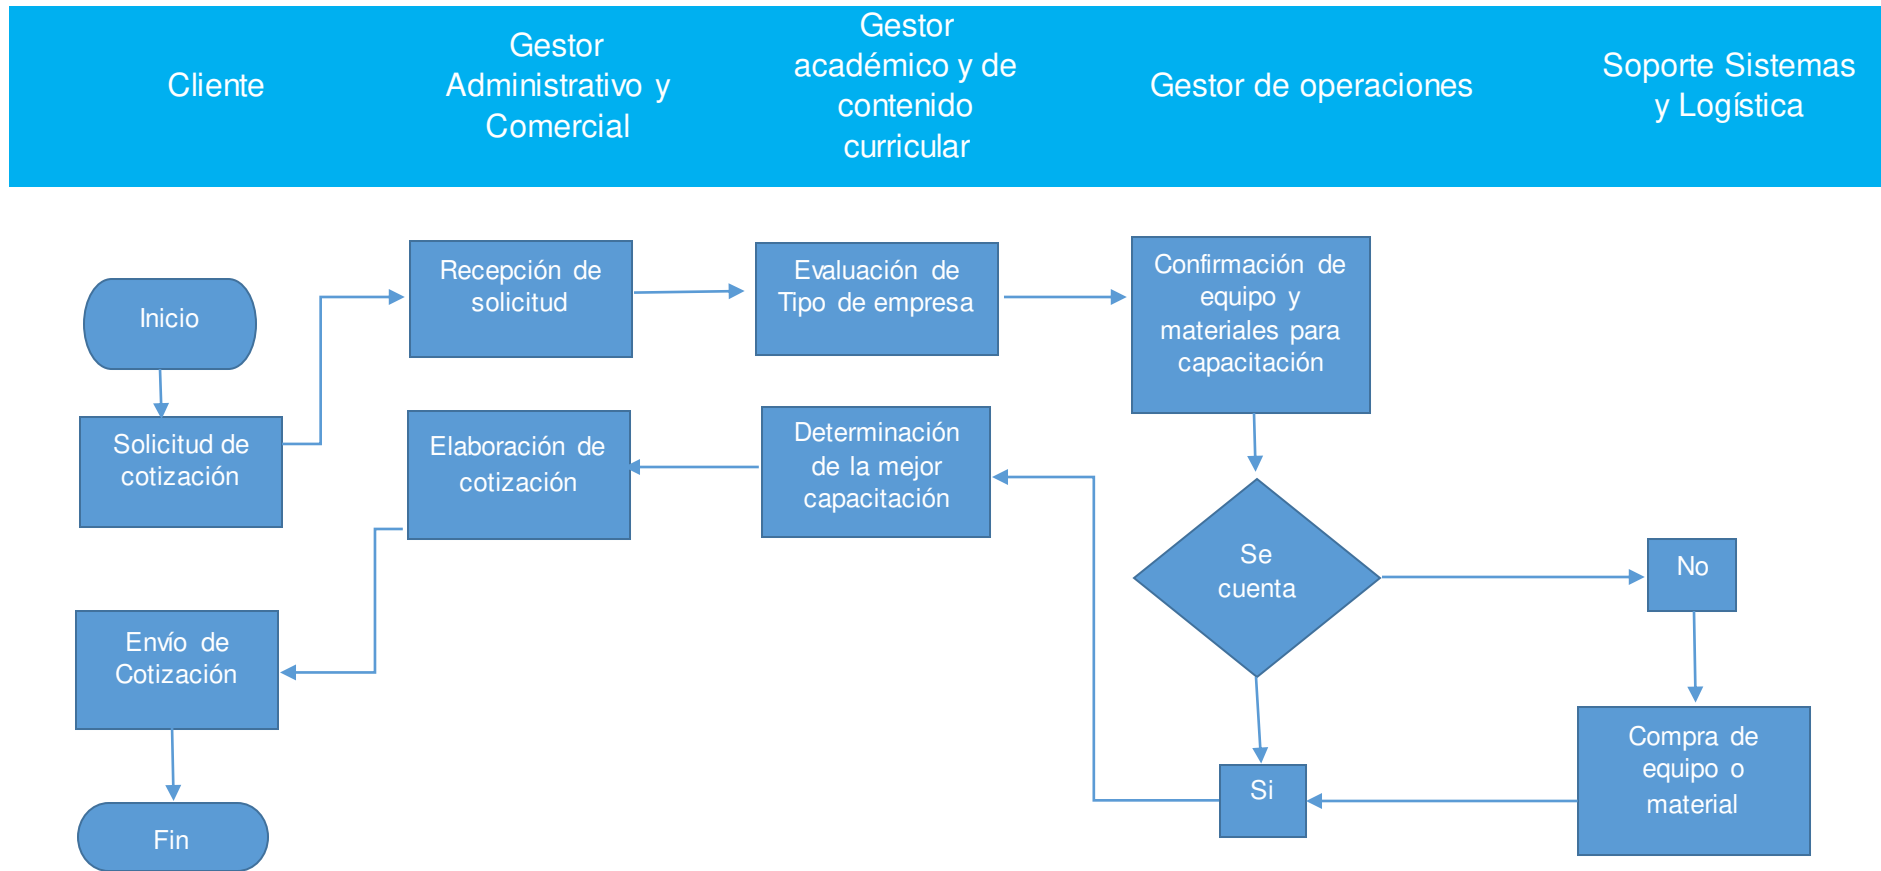 Cliente
Gestor
Administrativo y
Comercial
Gestor
académico y de
contenido
curricular
Gestor de operaciones
Soporte Sistemas
y Logística
Inicio
Recepción de
solicitud
Evaluación de
Tipo de empresa
Confirmación de
equipo y
materiales para
capacitación
Solicitud de
cotización
Elaboración de
cotización
Determinación
de la mejor
capacitación
Se
cuenta
No
Envío de
Cotización
Si
Compra de
equipo o
material
Fin